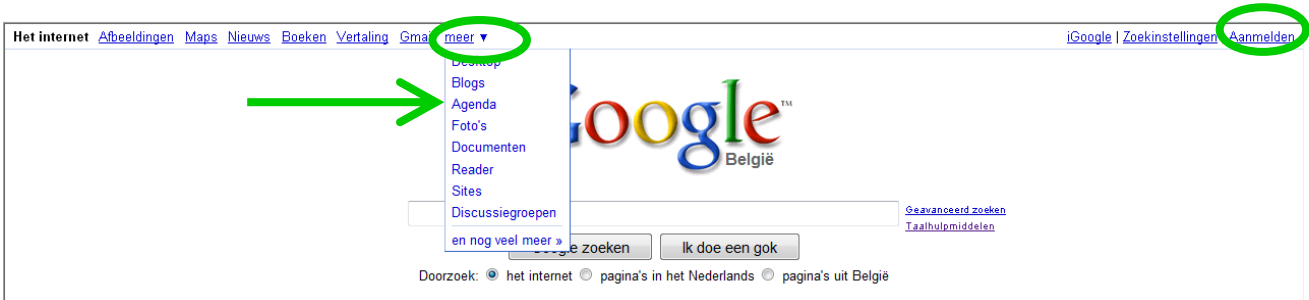 Het internet Afbeeldingen Maps Nieuws Boeken Vertaling Gmail meer ▼ iGoogle | Zoekinstellingen Aanmelden
Desktop
Blogs
Agenda
Foto's
Documenten
Reader
Sites
Discussiegroepen
en nog veel meer »
Google™
België
Geavanceerd zoeken
Taalhulpmiddelen
Google zoeken Ik doe een gok
Doorzoek: het internet pagina's in het Nederlands pagina's uit België